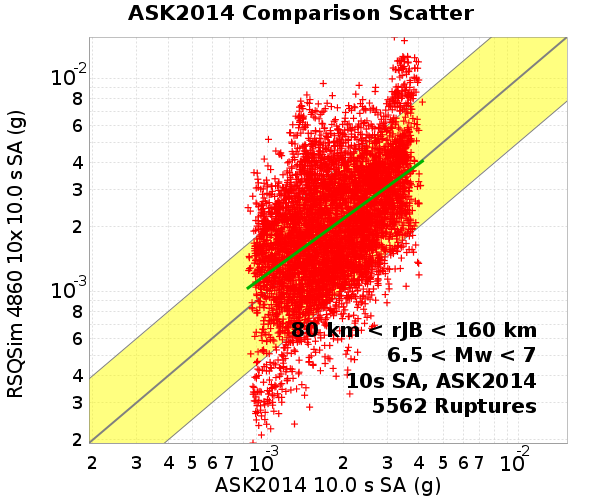 ASK2014 Comparison Scatter
RSQSim 4860 10x 10.0 s SA (g)
10-2
8
6
4
3
2
10-3
8
6
4
3
2
80 km < rJB < 160 km
6.5 < Mw < 7
10s SA, ASK2014
5562 Ruptures
2 3 4 5 6 7 10-3 2 3 4 5 6 7 10-2 2
ASK2014 10.0 s SA (g)